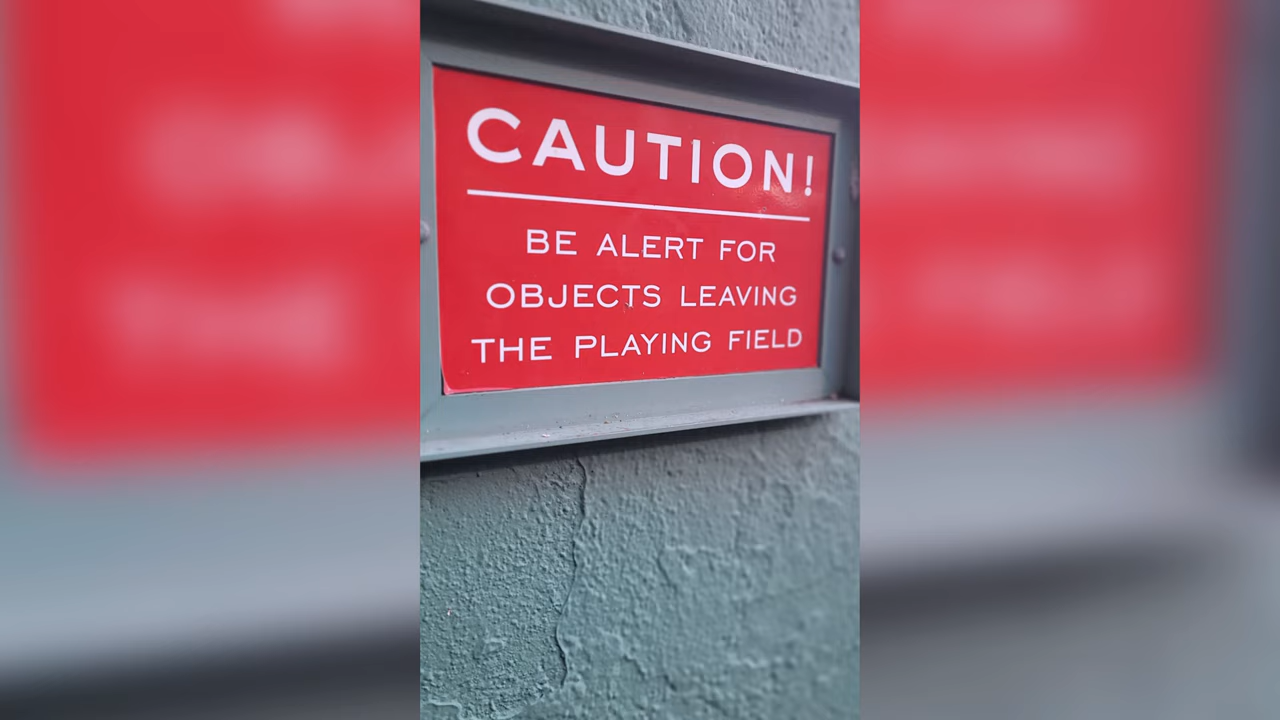 CAUTION!
BE ALERT FOR
OBJECTS LEAVING
THE PLAYING FIELD